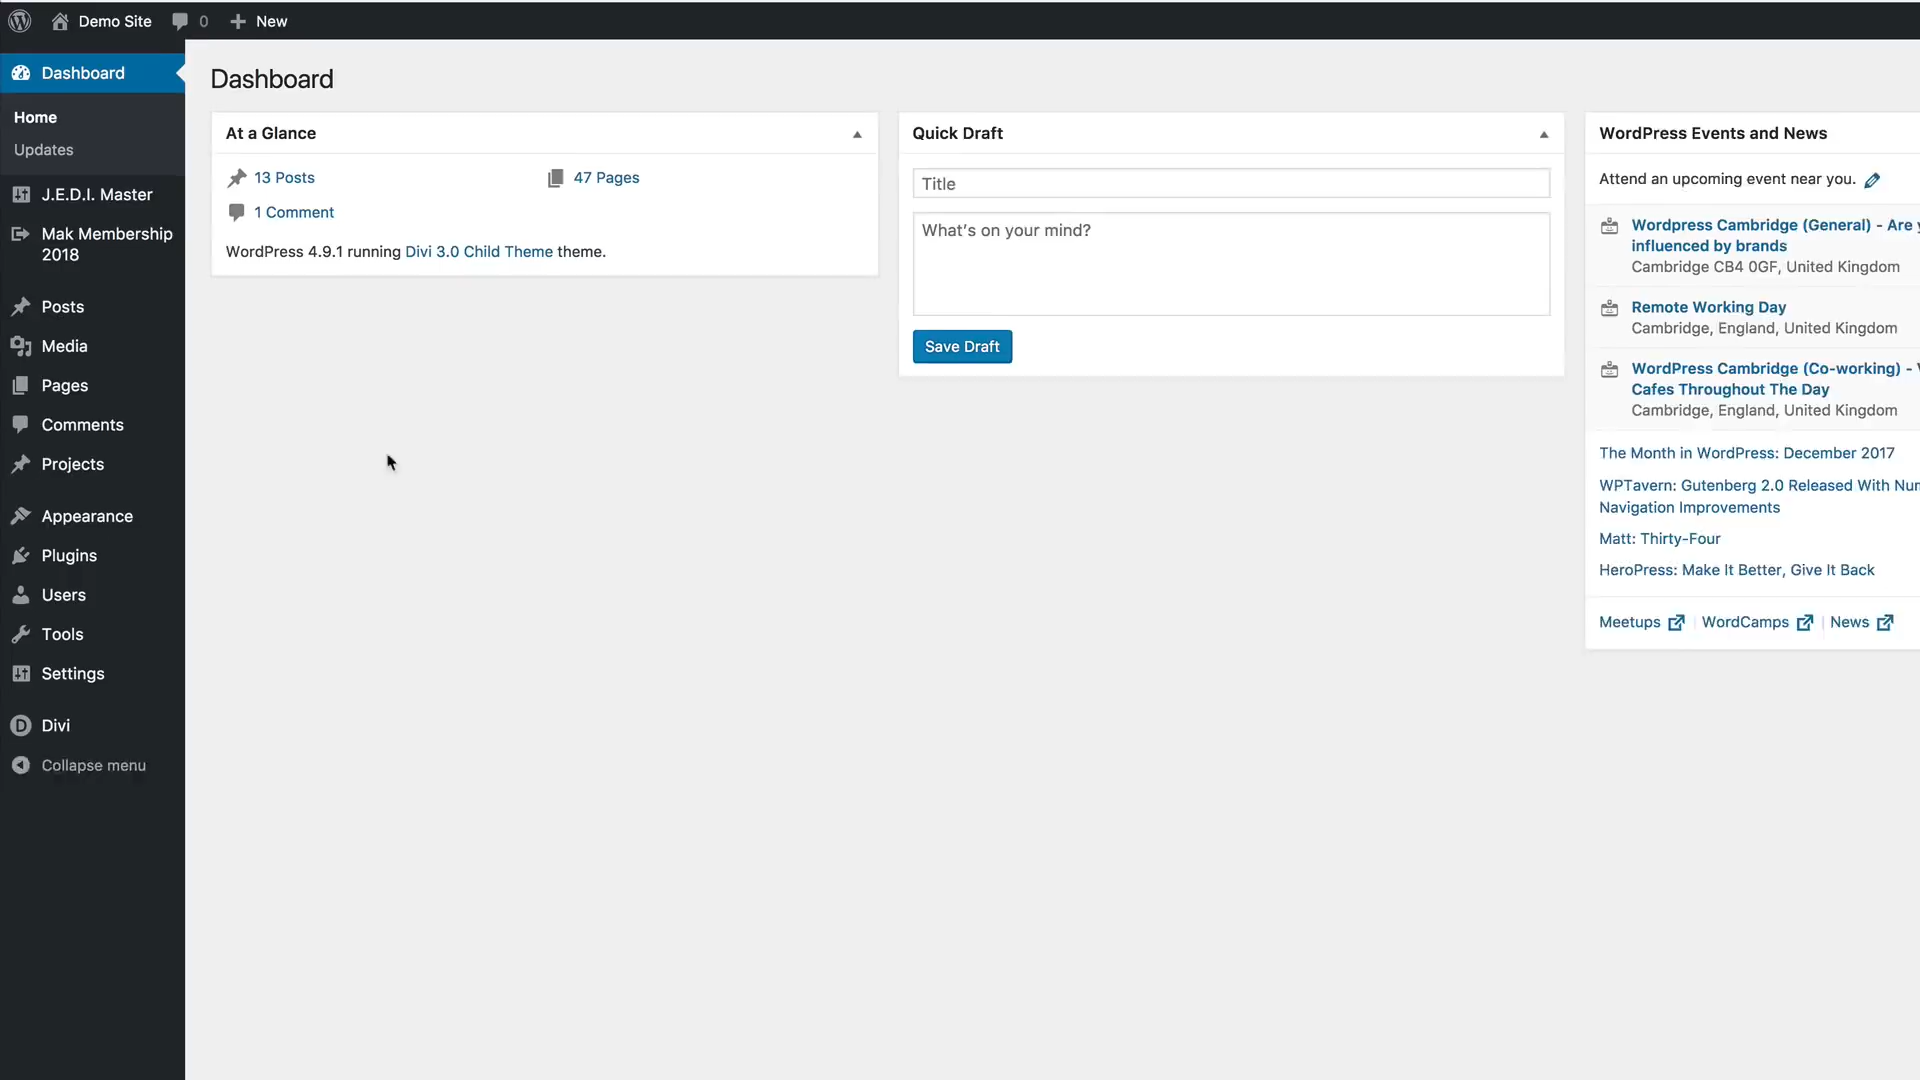 Demo Site 0 New
Dashboard
Home
Updates
J.E.D.I. Master
Mak Membership
2018
Posts
Media
Pages
Comments
Projects
Appearance
Plugins
Users
Tools
Settings
Divi
Collapse menu
Dashboard
At a Glance
13 Posts
47 Pages
1 Comment
WordPress 4.9.1 running Divi 3.0 Child Theme theme.
Quick Draft
Title
What's on your mind?
Save Draft
WordPress Events and News
Attend an upcoming event near you.
Wordpress Cambridge (General) - Are
influenced by brands
Cambridge CB4 0GF, United Kingdom
Remote Working Day
Cambridge, England, United Kingdom
WordPress Cambridge (Co-working) -
Cafes Throughout The Day
Cambridge, England, United Kingdom
The Month in WordPress: December 2017
WPTavern: Gutenberg 2.0 Released With
Navigation Improvements
Matt: Thirty-Four
HeroPress: Make It Better, Give It Back
Meetups | WordCamps | News